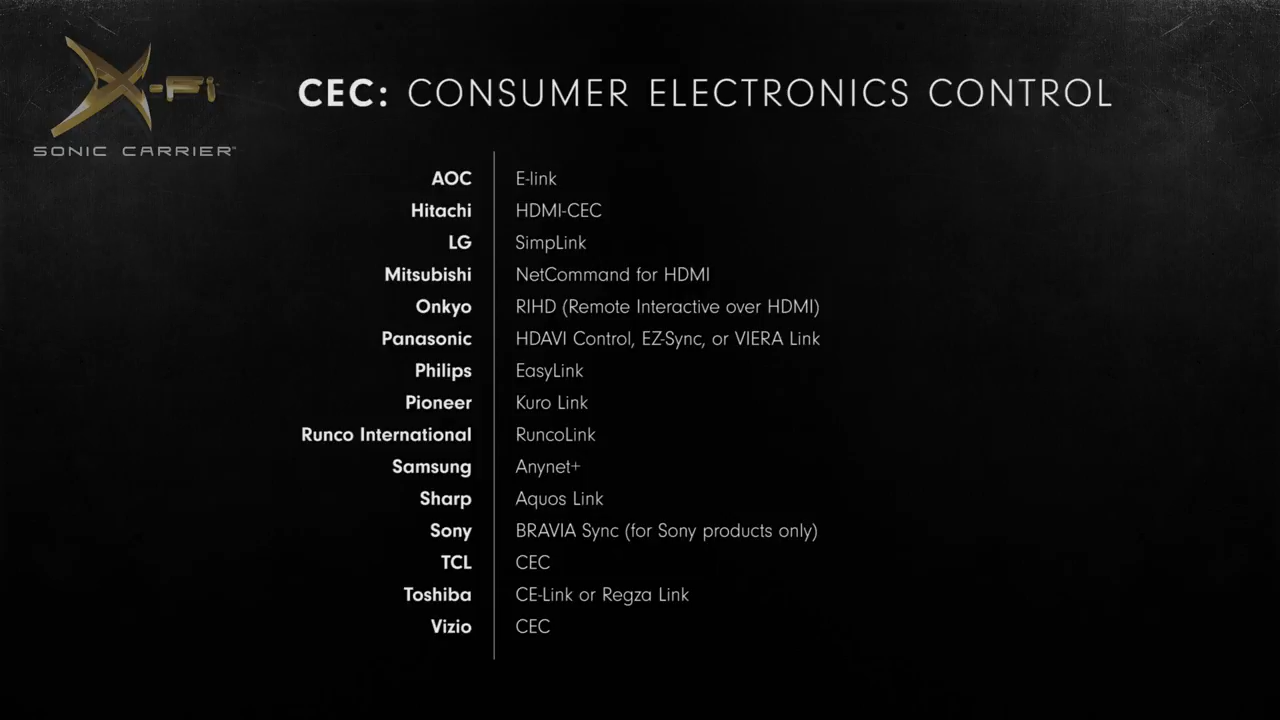 X-Fi
SONIC CARRIER™
CEC: CONSUMER ELECTRONICS CONTROL
AOC E-link
Hitachi HDMI-CEC
LG SimpLink
Mitsubishi NetCommand for HDMI
Onkyo RIHD (Remote Interactive over HDMI)
Panasonic HDAVI Control, EZ-Sync, or VIERA Link
Philips EasyLink
Pioneer Kuro Link
Runco International RuncoLink
Samsung Anynet+
Sharp Aquos Link
Sony BRAVIA Sync (for Sony products only)
TCL CEC
Toshiba CE-Link or Regza Link
Vizio CEC